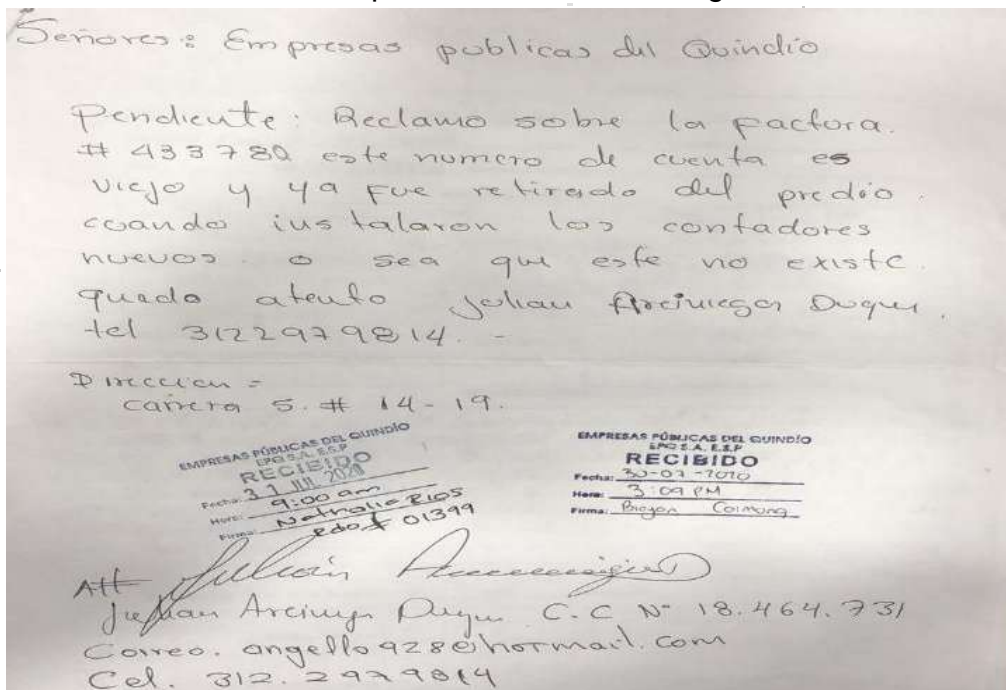 Señores: Empresas publicas del Quindio
Pendiente: Reclamo sobre la factora.
# 433780 este numero de cuenta es
viejo y ya fue retirado del predio.
cuando instalaron los contadores
nuevos. o sea que este no existe.
quedo atento Julian Arciniegas Duque.
tel 3122979814. -
Direccion =
carrera 5. # 14-19.
EMPRESAS PÚBLICAS DEL QUINDÍO
EPQ S.A. E.S.P
RECIBIDO
Fecha: 31 JUL 2020
Hora: 9:00 am
Firma: Nathalie Rios
Rdo # 01399
EMPRESAS PÚBLICAS DEL QUINDÍO
EPQ S.A. E.S.P
RECIBIDO
Fecha: 30-07-2020
Hora: 3:09 PM
Firma: Brayan
Att
Julian Arciniegas Duque C.C Nº 18.464.731
Correo. angello928@hotmail.com
Cel. 312.2979814